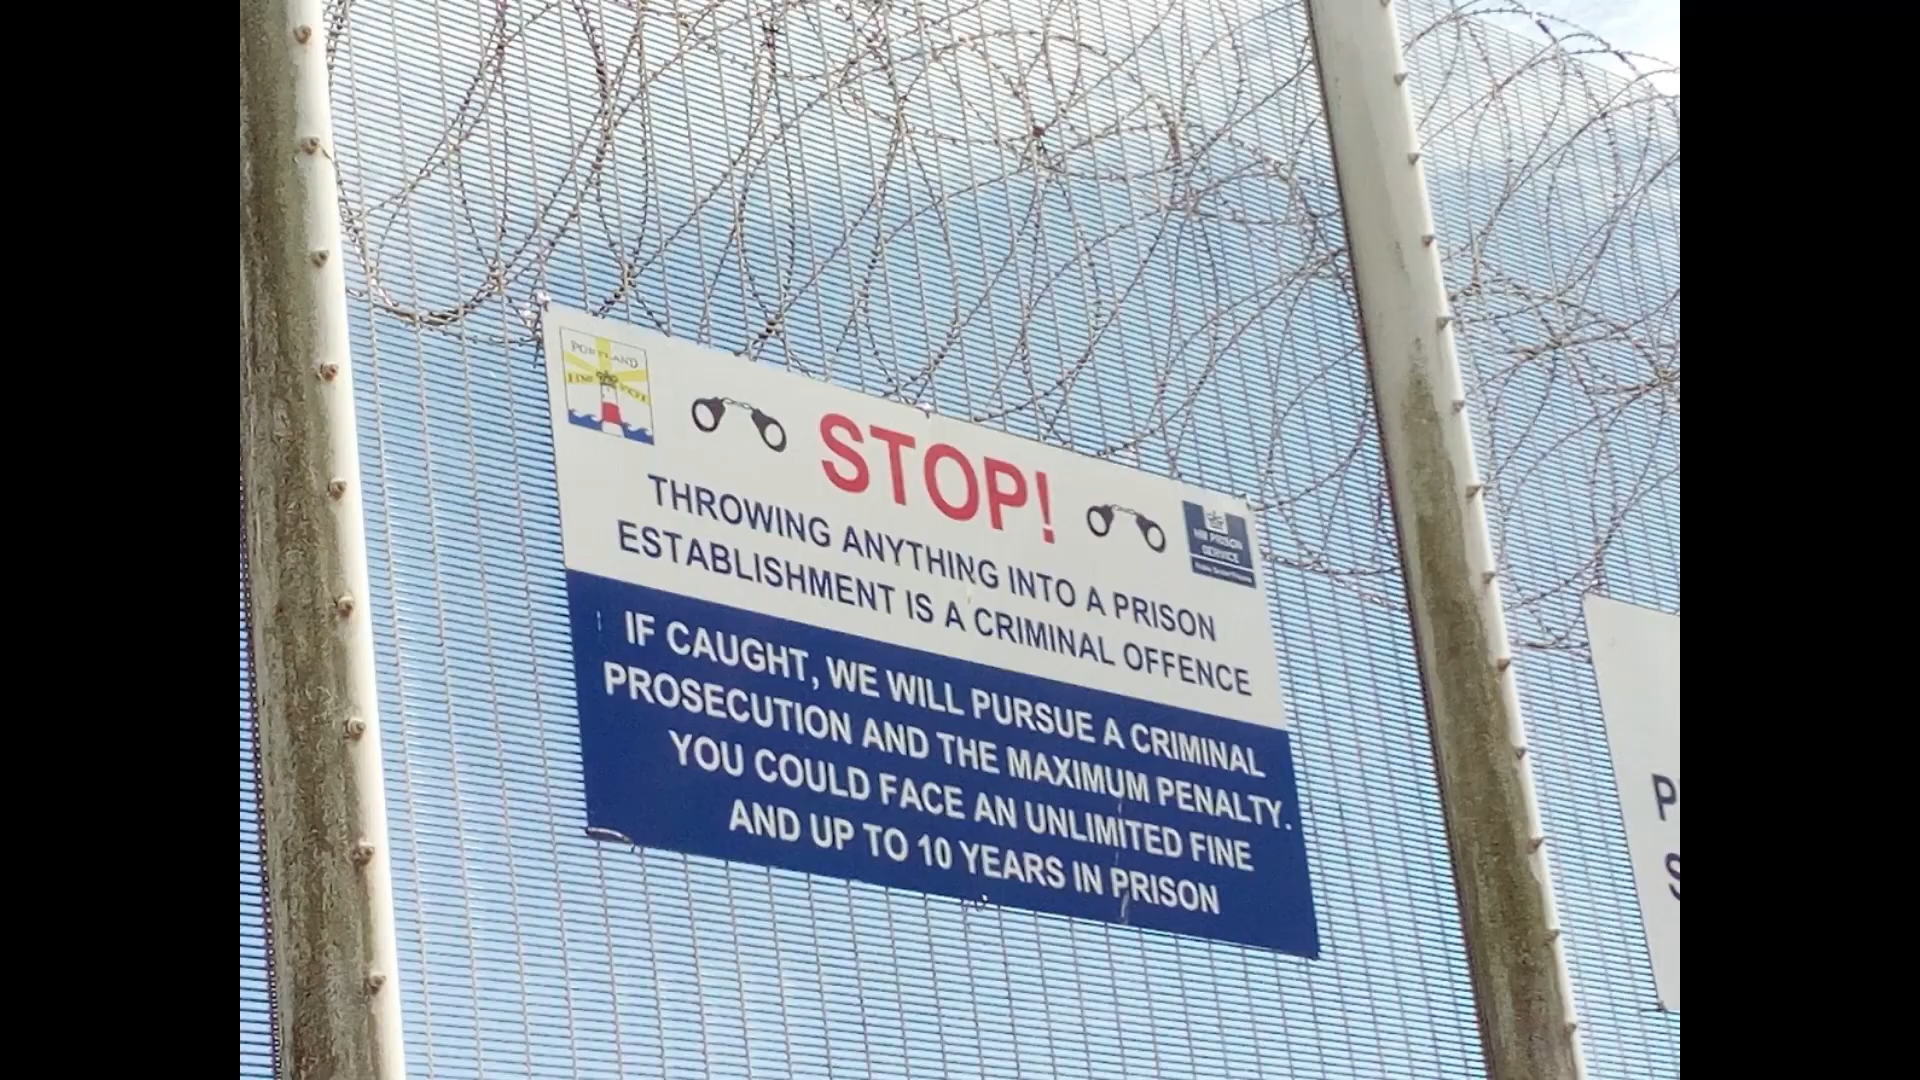 PORTLAND
STOP!
THROWING ANYTHING INTO A PRISON
ESTABLISHMENT IS A CRIMINAL OFFENCE
HM PRISON
SERVICE
IF CAUGHT, WE WILL PURSUE A CRIMINAL
PROSECUTION AND THE MAXIMUM PENALTY.
YOU COULD FACE AN UNLIMITED FINE
AND UP TO 10 YEARS IN PRISON
P
S